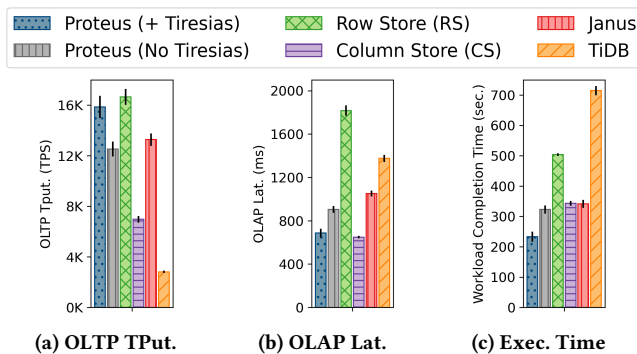 Proteus (+ Tiresias) Row Store (RS) Janus
Proteus (No Tiresias) Column Store (CS) TiDB
OLTP Tput. (TPS)
16K
12K
8K
4K
0K
(a) OLTP TPut.
OLAP Lat. (ms)
2000
1600
1200
800
400
0
(b) OLAP Lat.
Workload Completion Time (sec.)
700
600
500
400
300
200
100
0
(c) Exec. Time